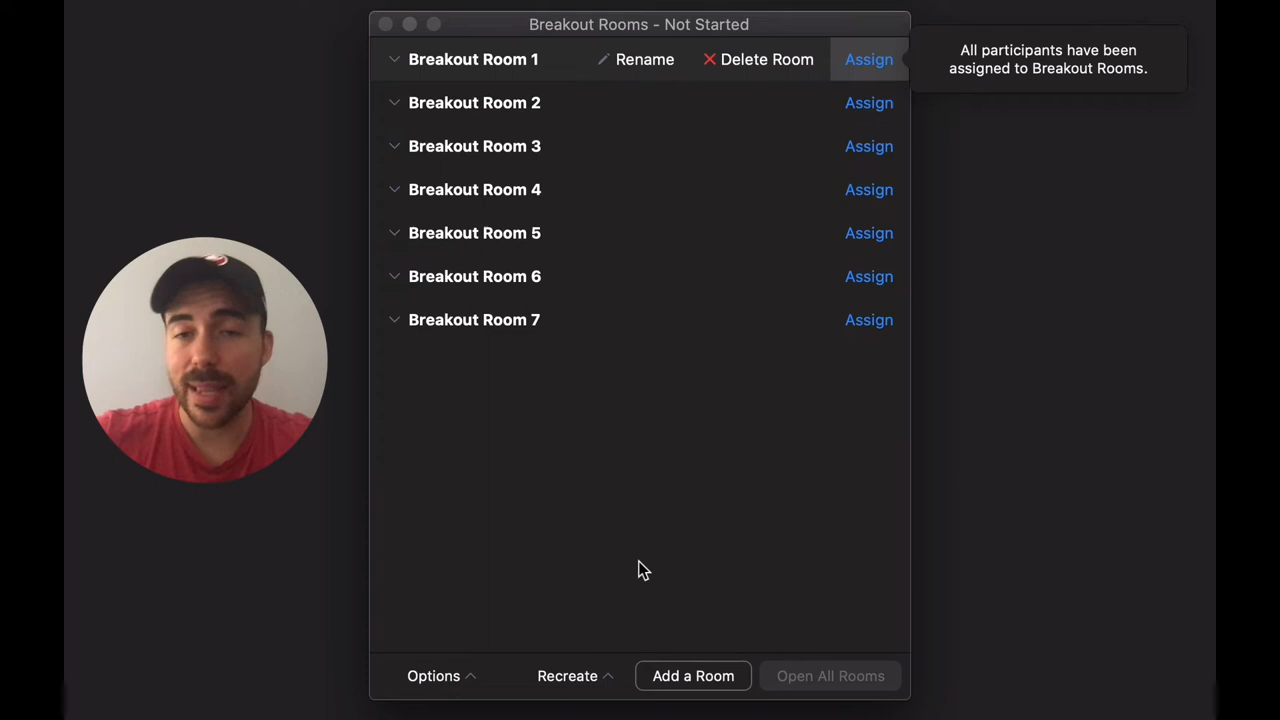 Breakout Rooms - Not Started
Breakout Room 1 Rename Delete Room Assign
All participants have been
assigned to Breakout Rooms.
Breakout Room 2 Assign
Breakout Room 3 Assign
Breakout Room 4 Assign
Breakout Room 5 Assign
Breakout Room 6 Assign
Breakout Room 7 Assign
Options Recreate Add a Room Open All Rooms